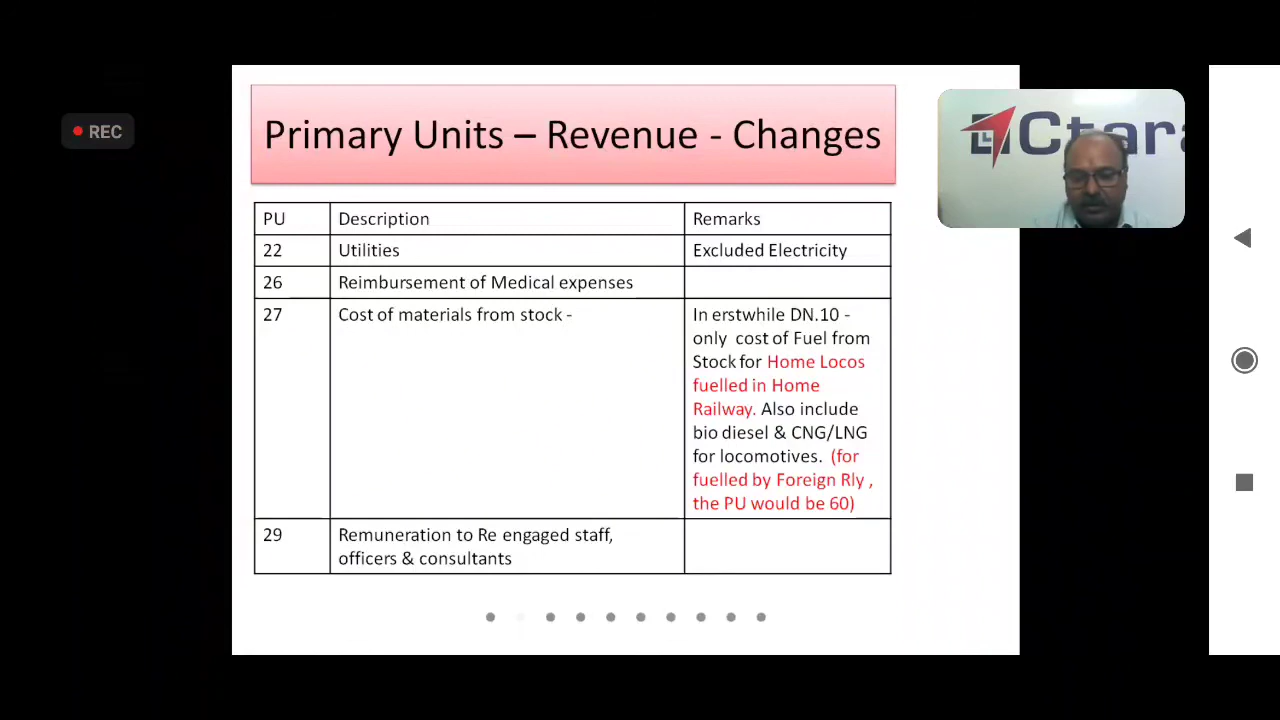 REC
Primary Units – Revenue - Changes
PU Description Remarks
22 Utilities Excluded Electricity
26 Reimbursement of Medical expenses
27 Cost of materials from stock -
In erstwhile DN.10 -
only cost of Fuel from
Stock for Home Locos
fuelled in Home
Railway. Also include
bio diesel & CNG/LNG
for locomotives. (for
fuelled by Foreign Rly ,
the PU would be 60)
29 Remuneration to Re engaged staff,
officers & consultants